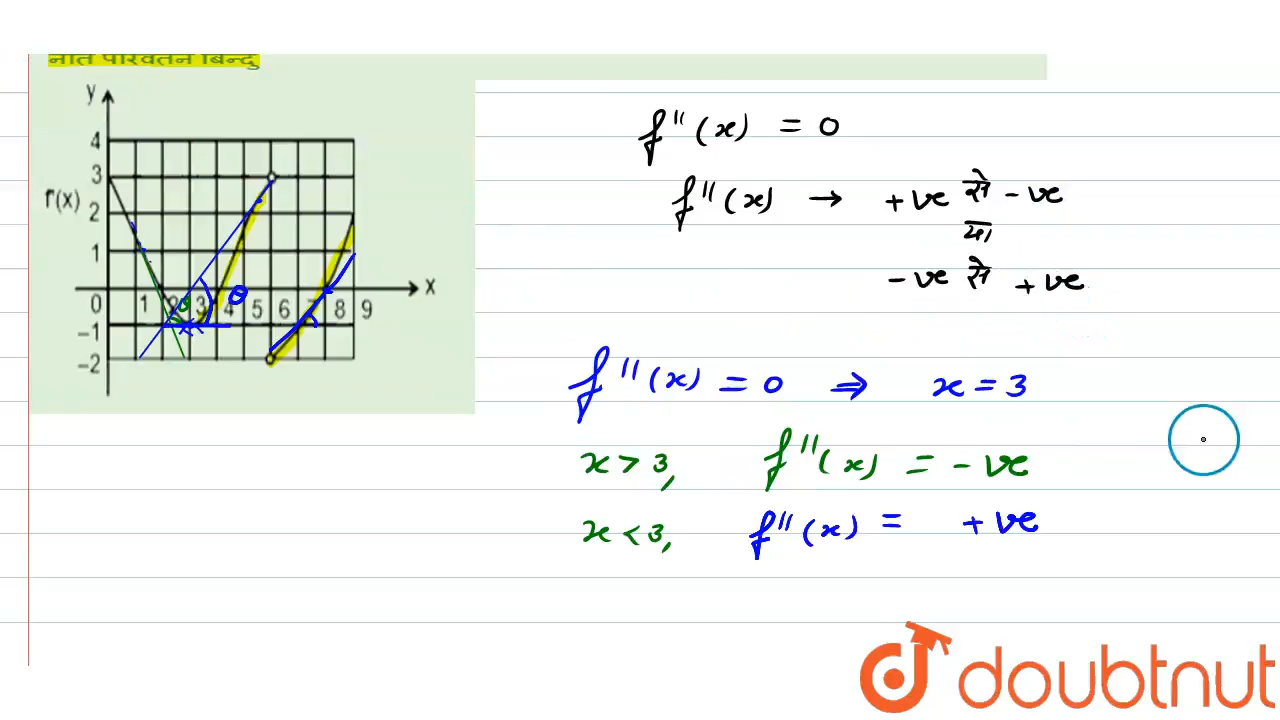 नति परिवर्तन बिन्दु
y
4
3
f(x)
2
1
x
0 1 2 3 4 5 6 7 8 9
θ
-1
-2
f''(x) = 0
f''(x) → +ve से -ve
या
-ve से +ve
f''(x) = 0 ⇒ x = 3
x > 3, f''(x) = -ve
x < 3, f''(x) = +ve
doubtnut